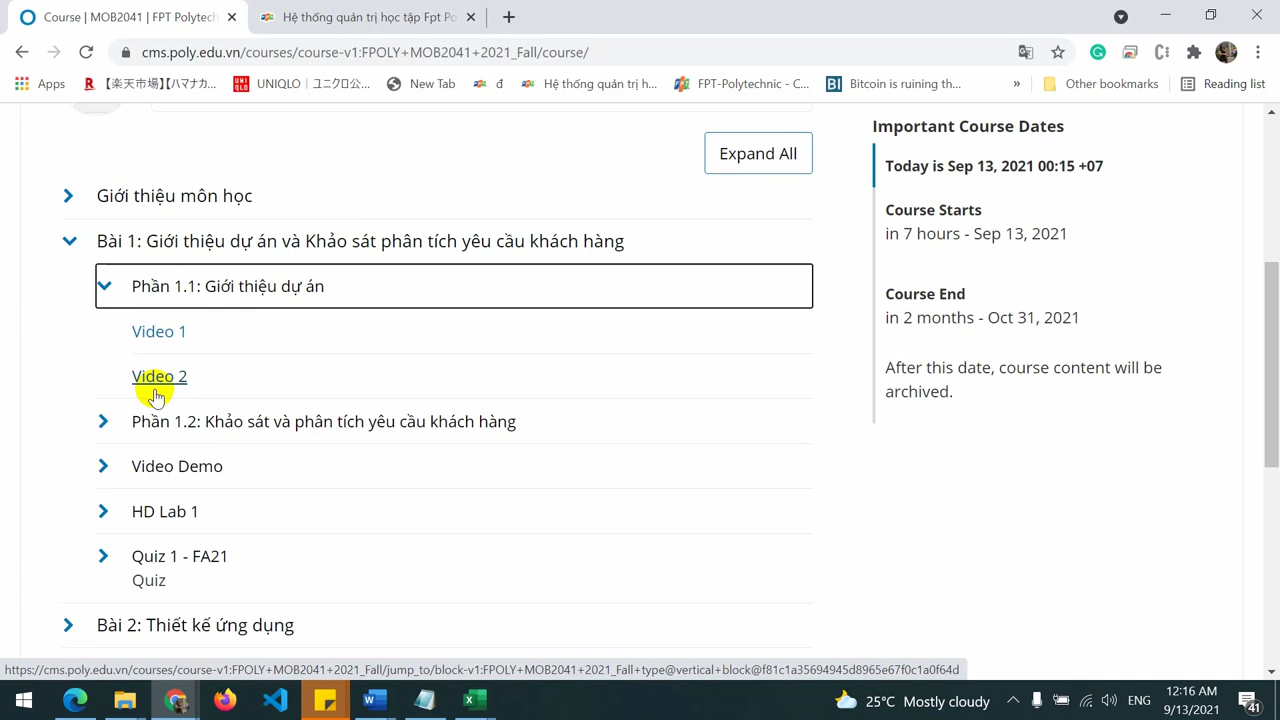 Course | MOB2041 | FPT Polytech
Hệ thống quản trị học tập Fpt Po
cms.poly.edu.vn/courses/course-v1:FPOLY+MOB2041+2021_Fall/course/
Apps
【楽天市場】【ハマナカ...
UNIQLO｜ユニクロ公...
New Tab
đ
Hệ thống quản trị h...
FPT-Polytechnic - C...
BI
Bitcoin is ruining th...
»
Other bookmarks
Reading list
Expand All
Giới thiệu môn học
Bài 1: Giới thiệu dự án và Khảo sát phân tích yêu cầu khách hàng
Phần 1.1: Giới thiệu dự án
Video 1
Video 2
Phần 1.2: Khảo sát và phân tích yêu cầu khách hàng
Video Demo
HD Lab 1
Quiz 1 - FA21
Quiz
Bài 2: Thiết kế ứng dụng
Important Course Dates
Today is Sep 13, 2021 00:15 +07
Course Starts
in 7 hours - Sep 13, 2021
Course End
in 2 months - Oct 31, 2021
After this date, course content will be
archived.
https://cms.poly.edu.vn/courses/course-v1:FPOLY+MOB2041+2021_Fall/jump_to/block-v1:FPOLY+MOB2041+2021_Fall+type@vertical+block@f81c1a35694945d8965e67f0c1a0f64d
25°C Mostly cloudy
ENG
12:16 AM
9/13/2021
41